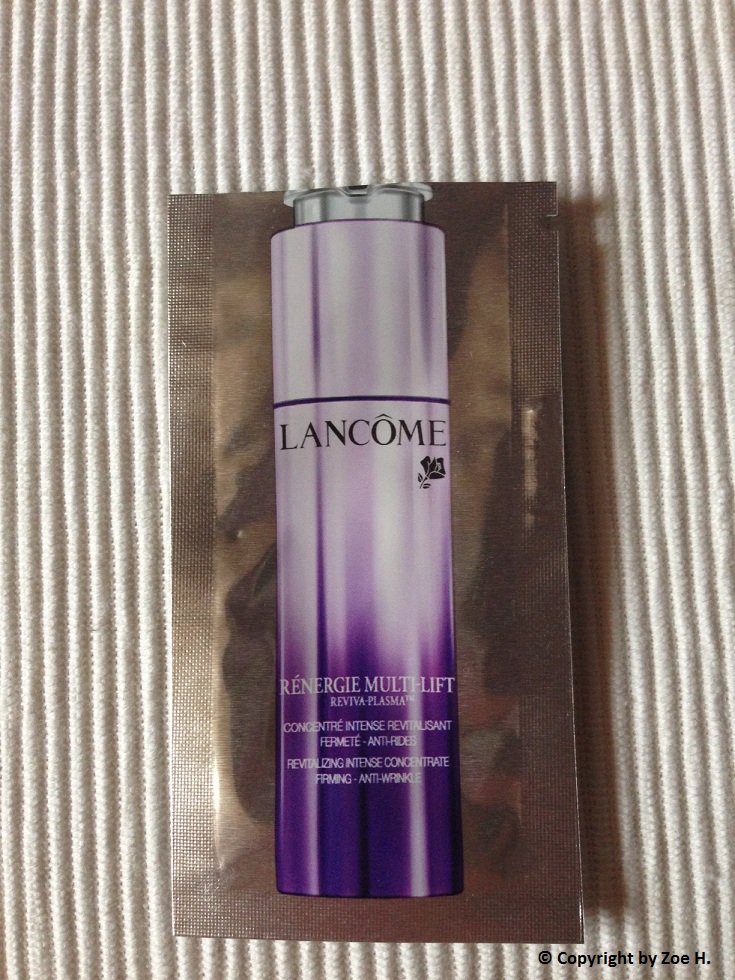 LANCÔME
RÉNERGIE MULTI-LIFT
REVIVA-PLASMA™
CONCENTRÉ INTENSE REVITALISANT
FERMETÉ - ANTI-RIDES
REVITALIZING INTENSE CONCENTRATE
FIRMING - ANTI-WRINKLE
© Copyright by Zoe H.